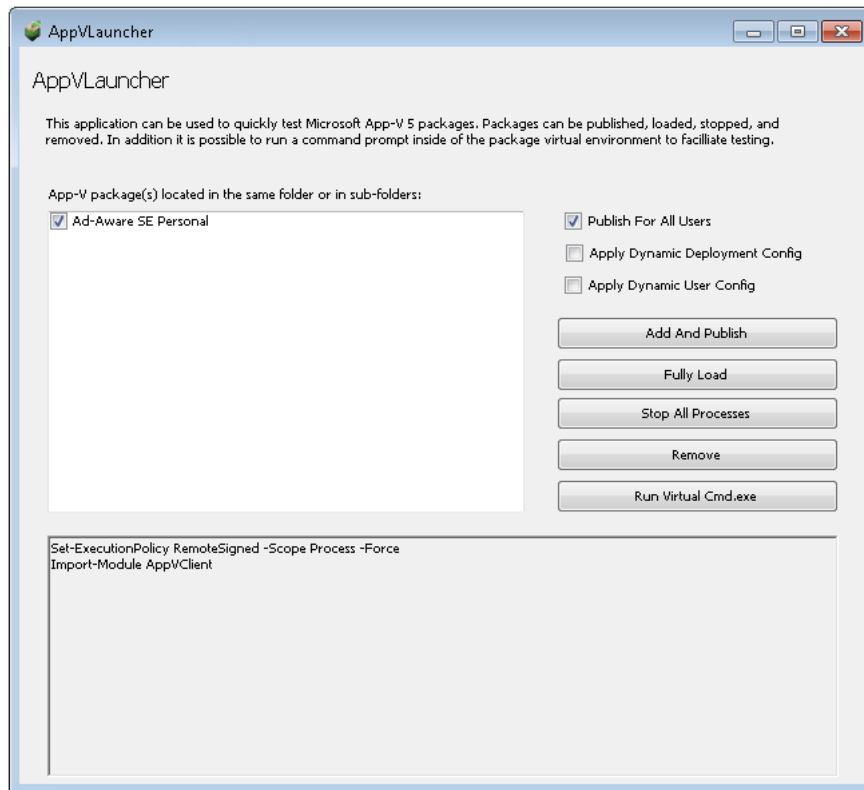 AppVLauncher
AppVLauncher
This application can be used to quickly test Microsoft App-V 5 packages. Packages can be published, loaded, stopped, and
removed. In addition it is possible to run a command prompt inside of the package virtual environment to facilliate testing.
App-V package(s) located in the same folder or in sub-folders:
Ad-Aware SE Personal
Publish For All Users
Apply Dynamic Deployment Config
Apply Dynamic User Config
Add And Publish
Fully Load
Stop All Processes
Remove
Run Virtual Cmd.exe
Set-ExecutionPolicy RemoteSigned -Scope Process -Force
Import-Module AppVClient